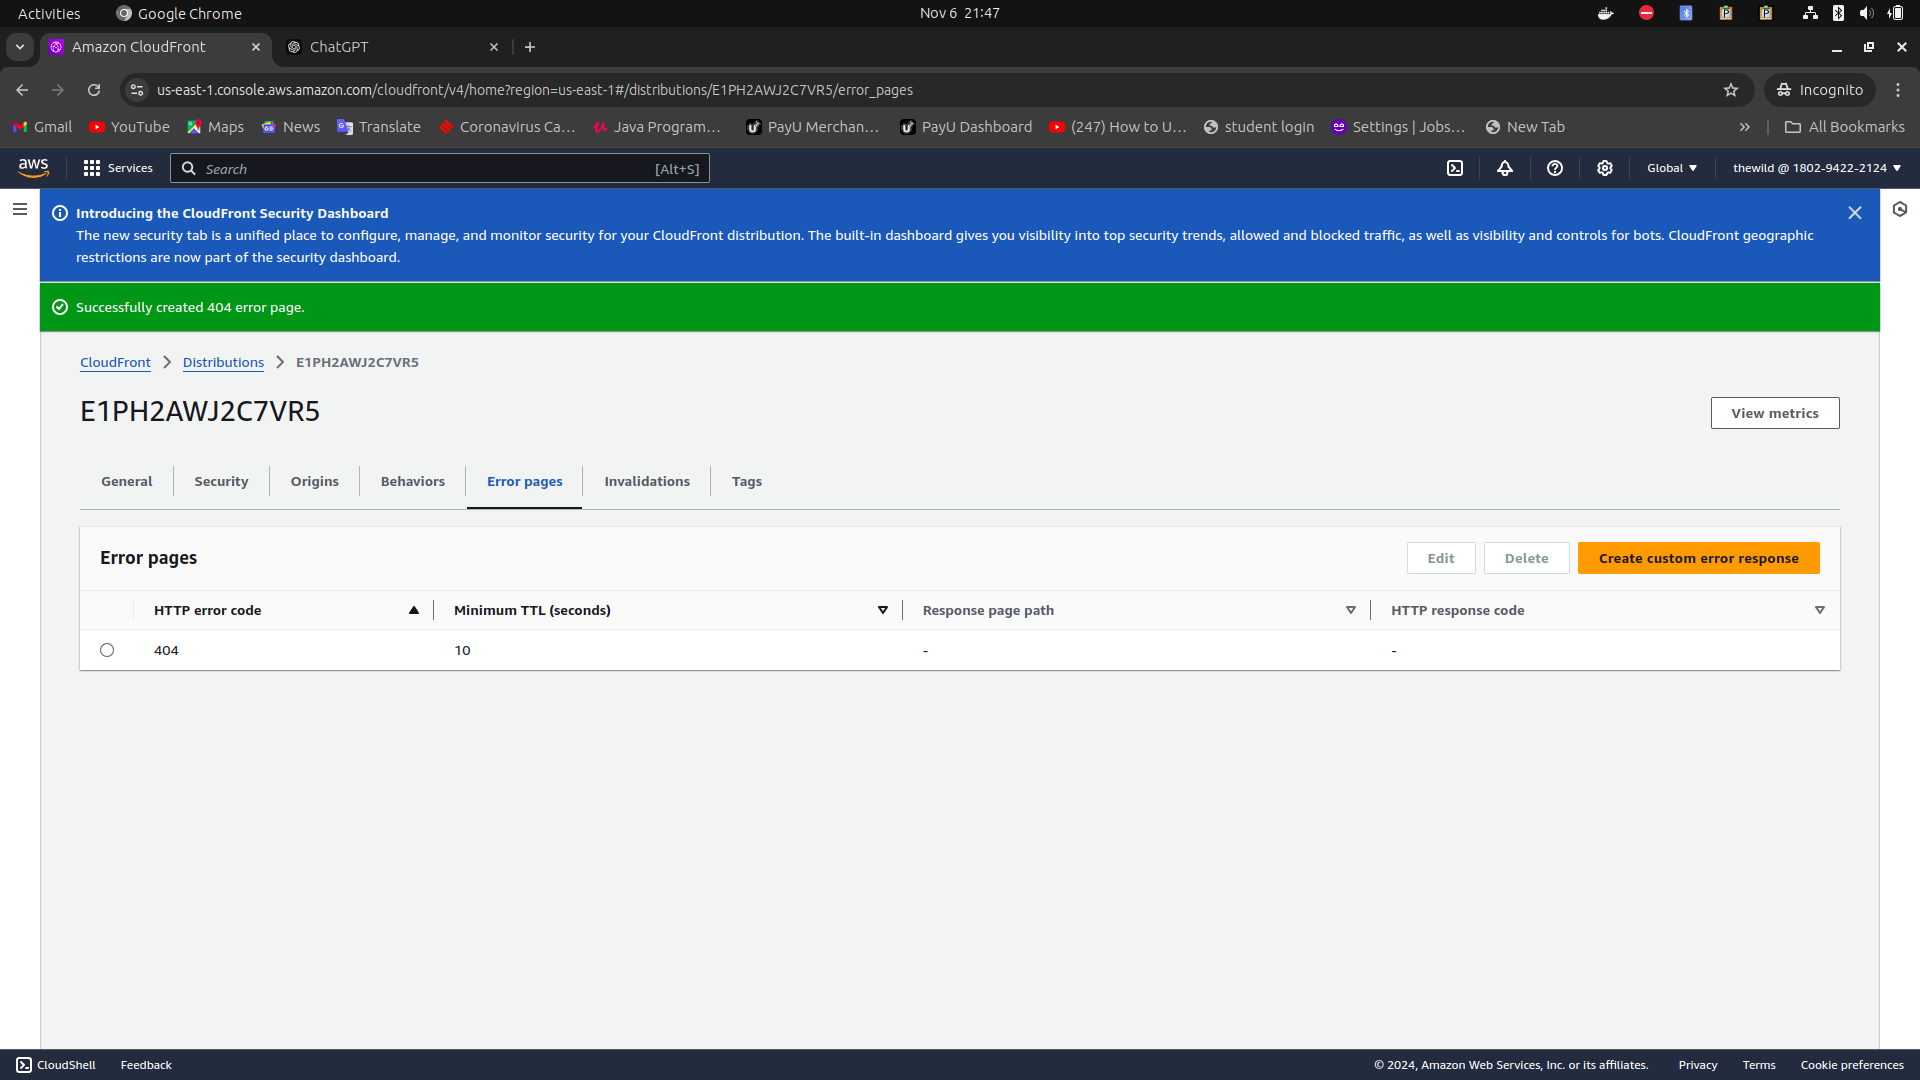 Activities
Google Chrome
Nov 6 21:47
Amazon CloudFront
ChatGPT
us-east-1.console.aws.amazon.com/cloudfront/v4/home?region=us-east-1#/distributions/E1PH2AWJ2C7VR5/error_pages
Incognito
Gmail
YouTube
Maps
News
Translate
Coronavirus Ca...
Java Program...
PayU Merchan...
PayU Dashboard
(247) How to U...
student login
Settings | Jobs...
New Tab
All Bookmarks
aws
Services
Search
[Alt+S]
Global
thewild @ 1802-9422-2124
Introducing the CloudFront Security Dashboard
The new security tab is a unified place to configure, manage, and monitor security for your CloudFront distribution. The built-in dashboard gives you visibility into top security trends, allowed and blocked traffic, as well as visibility and controls for bots. CloudFront geographic
restrictions are now part of the security dashboard.
Successfully created 404 error page.
CloudFront
Distributions
E1PH2AWJ2C7VR5
E1PH2AWJ2C7VR5
View metrics
General
Security
Origins
Behaviors
Error pages
Invalidations
Tags
Error pages
Edit
Delete
Create custom error response
HTTP error code
Minimum TTL (seconds)
Response page path
HTTP response code
404
10
-
-
CloudShell
Feedback
© 2024, Amazon Web Services, Inc. or its affiliates.
Privacy
Terms
Cookie preferences